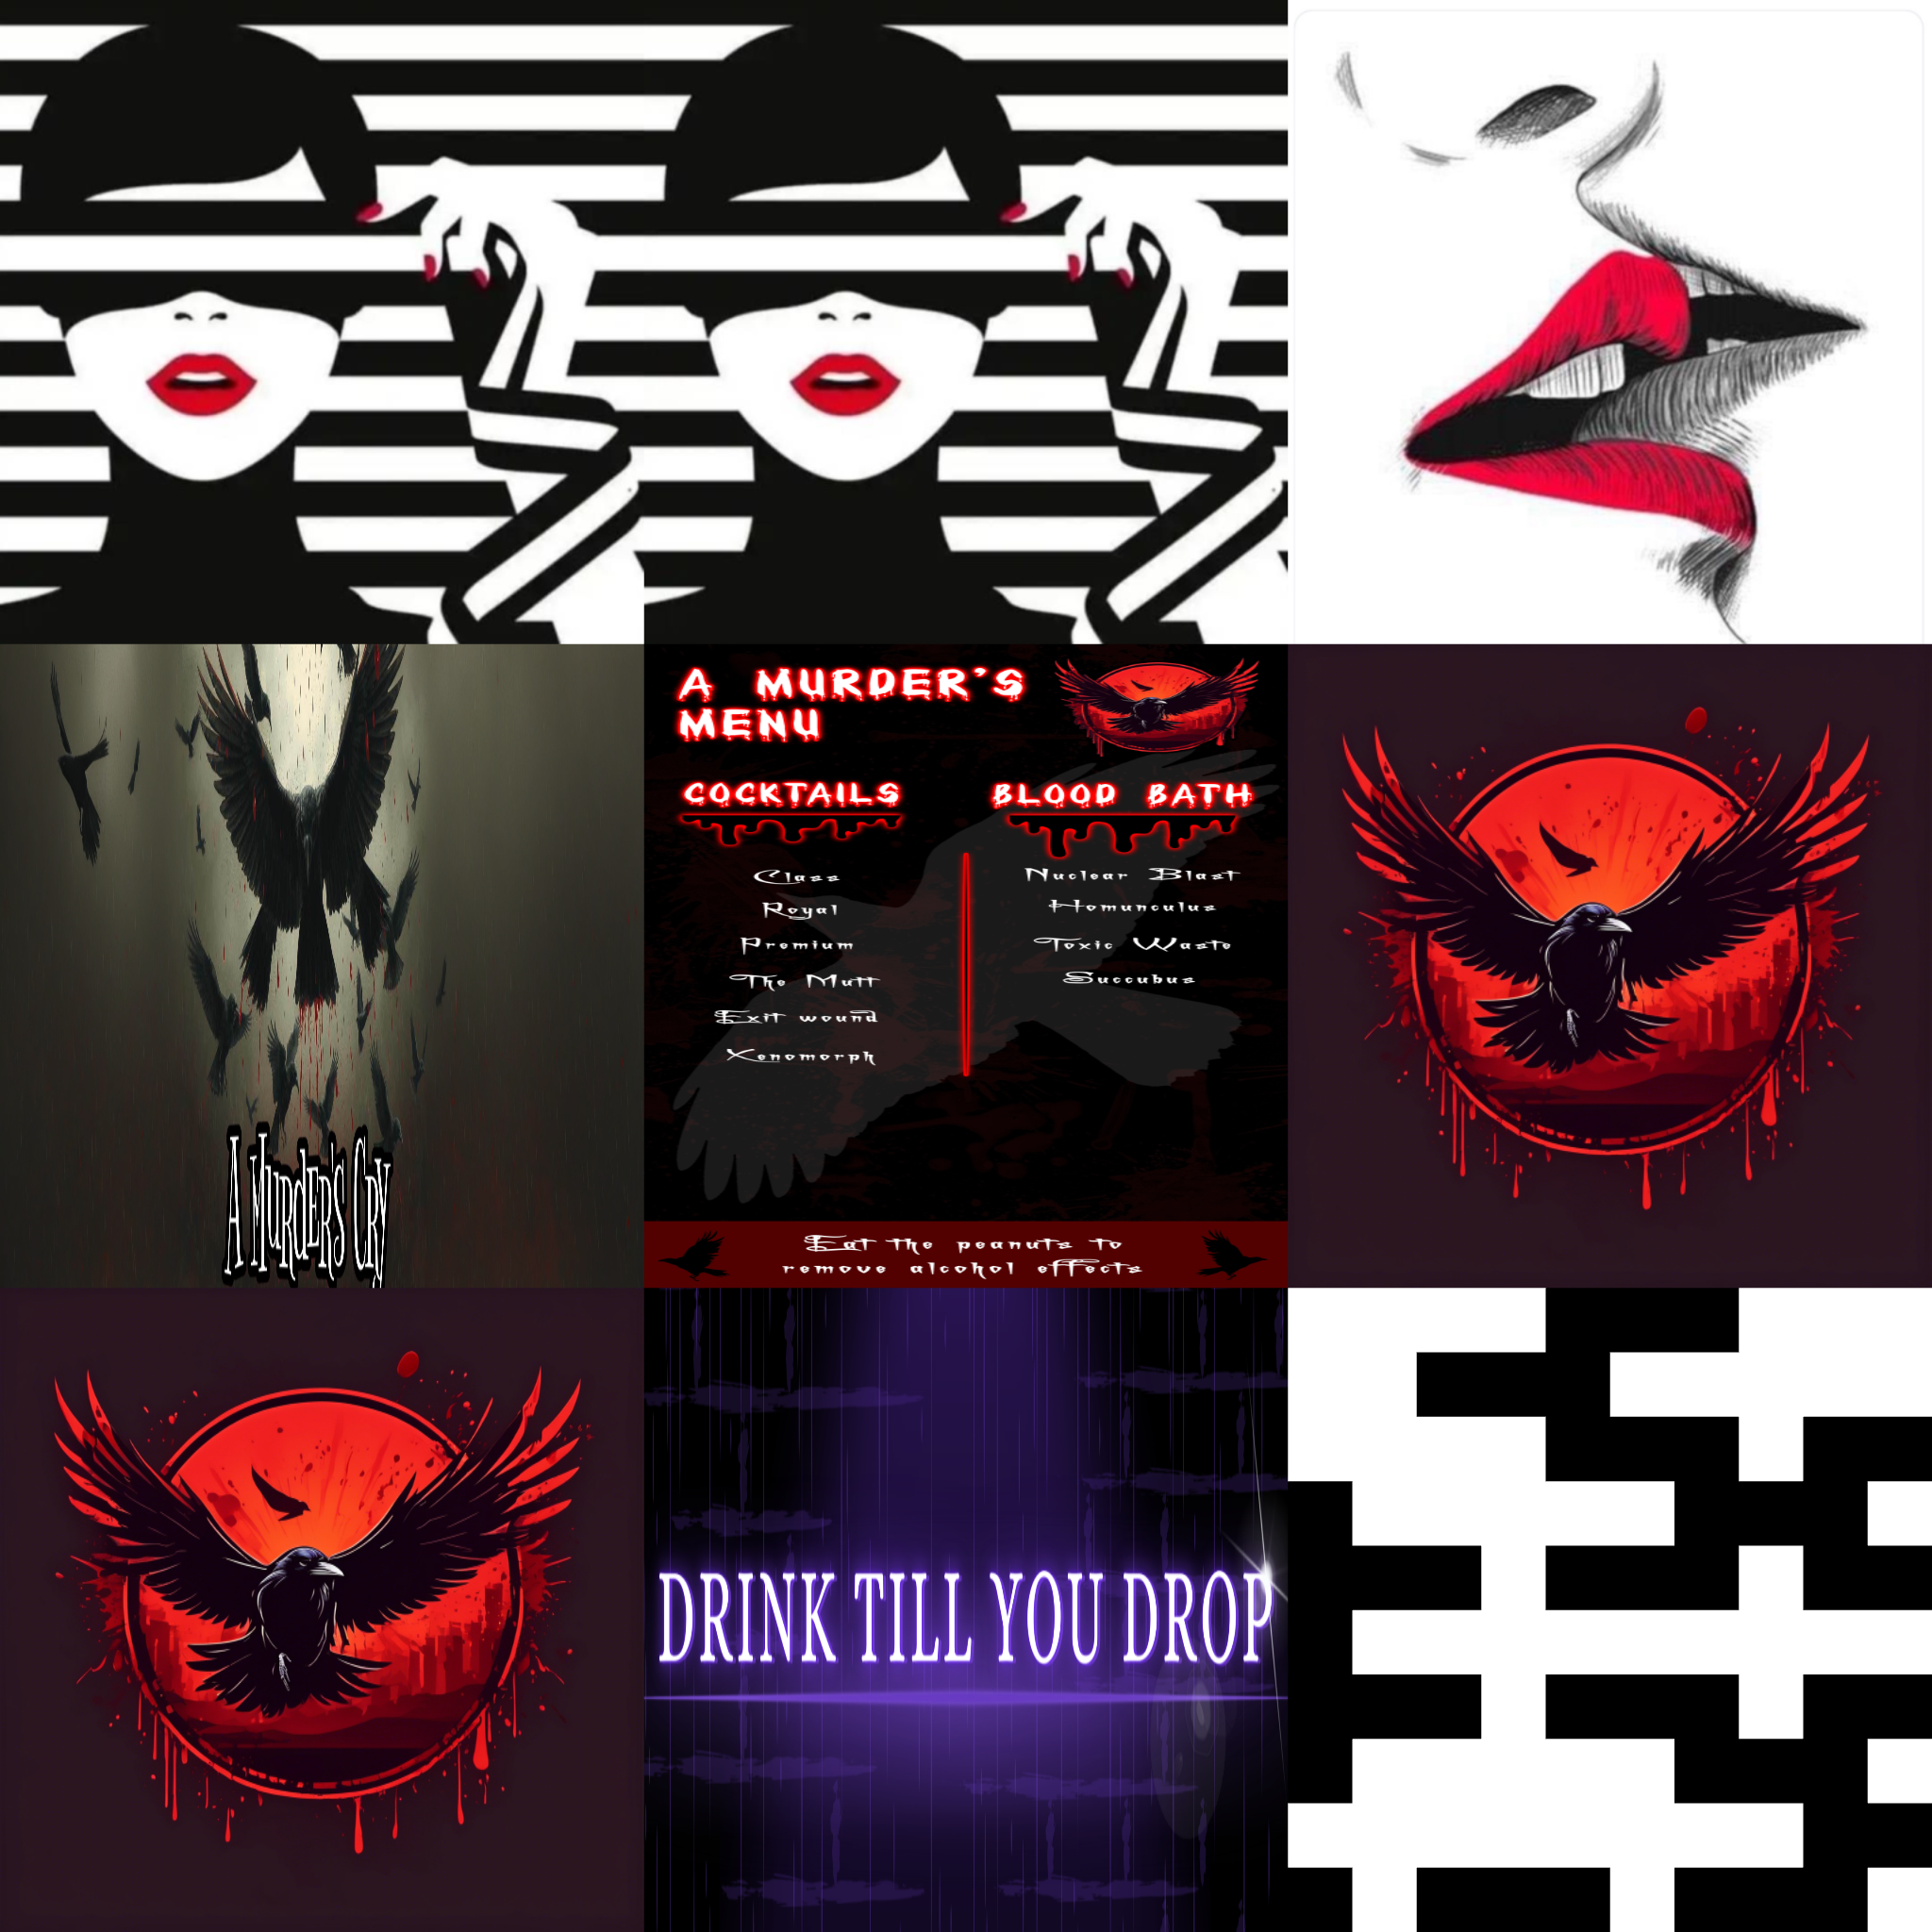 A MURDER'S
MENU
COCKTAILS
BLOOD BATH
Class
Royal
Premium
The Mutt
Exit wound
Xenomorph
Nuclear Blast
Homunculus
Toxic Waste
Succubus
A Murder's Cry
Eat the peanuts to
remove alcohol effects
DRINK TILL YOU DROP